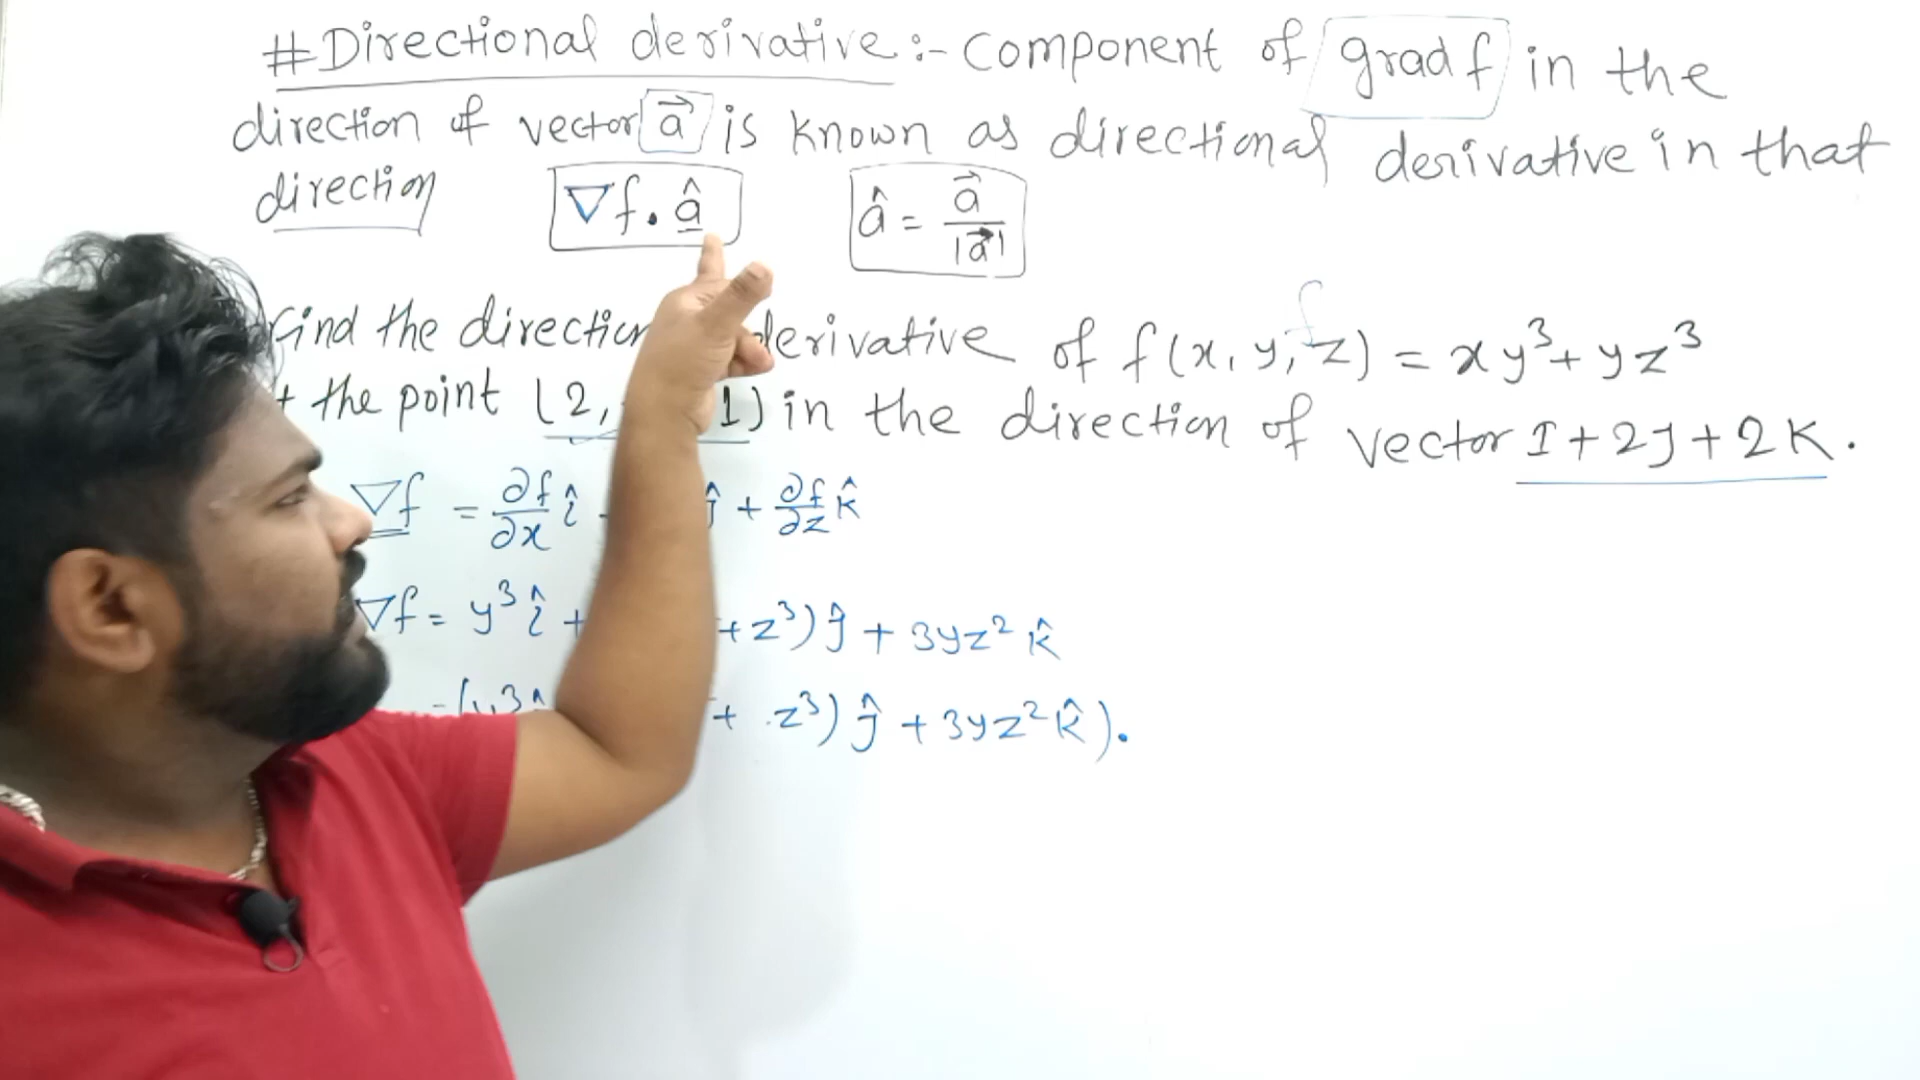 #Directional derivative :- Component of grad f in the
direction of vector a⃗ is known as directional derivative in that
direction ∇f . â â = a⃗/|a⃗|
find the derivative of f(x, y, z) = xy³ + yz³
the point (2, 1) in the direction of vector I + 2J + 2K.
∇f = ∂f/∂x î ĵ + ∂f/∂z k̂
∇f = y³ î + + z³) ĵ + 3yz² k̂
+ z³) ĵ + 3yz² k̂ ).